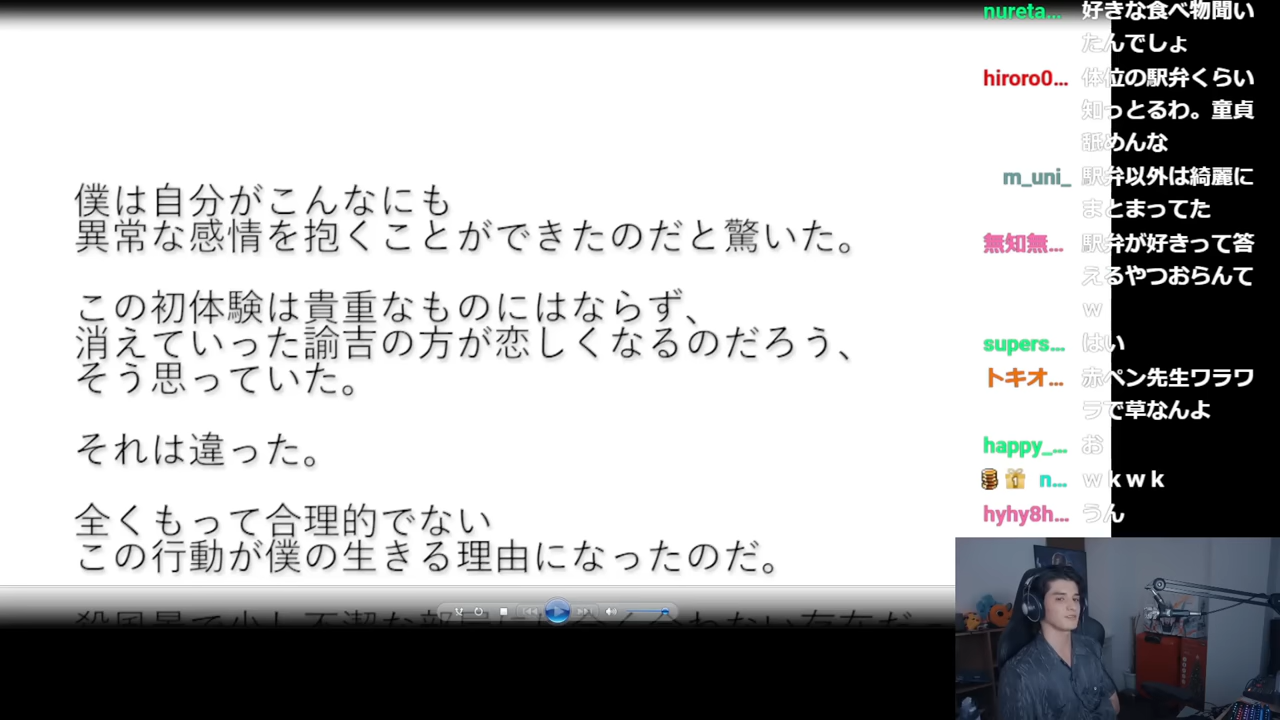 僕は自分がこんなにも
異常な感情を抱くことができたのだと驚いた。
この初体験は貴重なものにはならず、
消えていった諭吉の方が恋しくなるのだろう、
そう思っていた。
それは違った。
全くもって合理的でない
この行動が僕の生きる理由になったのだ。
nureta... 好きな食べ物聞い
たんでしょ
hiroro0... 体位の駅弁くらい
知っとるわ。童貞
舐めんな
m_uni_ 駅弁以外は綺麗に
まとまってた
無知無... 駅弁が好きって答
えるやつおらんて
w
supers... はい
トキオ... 赤ペン先生ワラワ
ラで草なんよ
happy_... お
n... ｗｋｗｋ
hyhy8h... うん